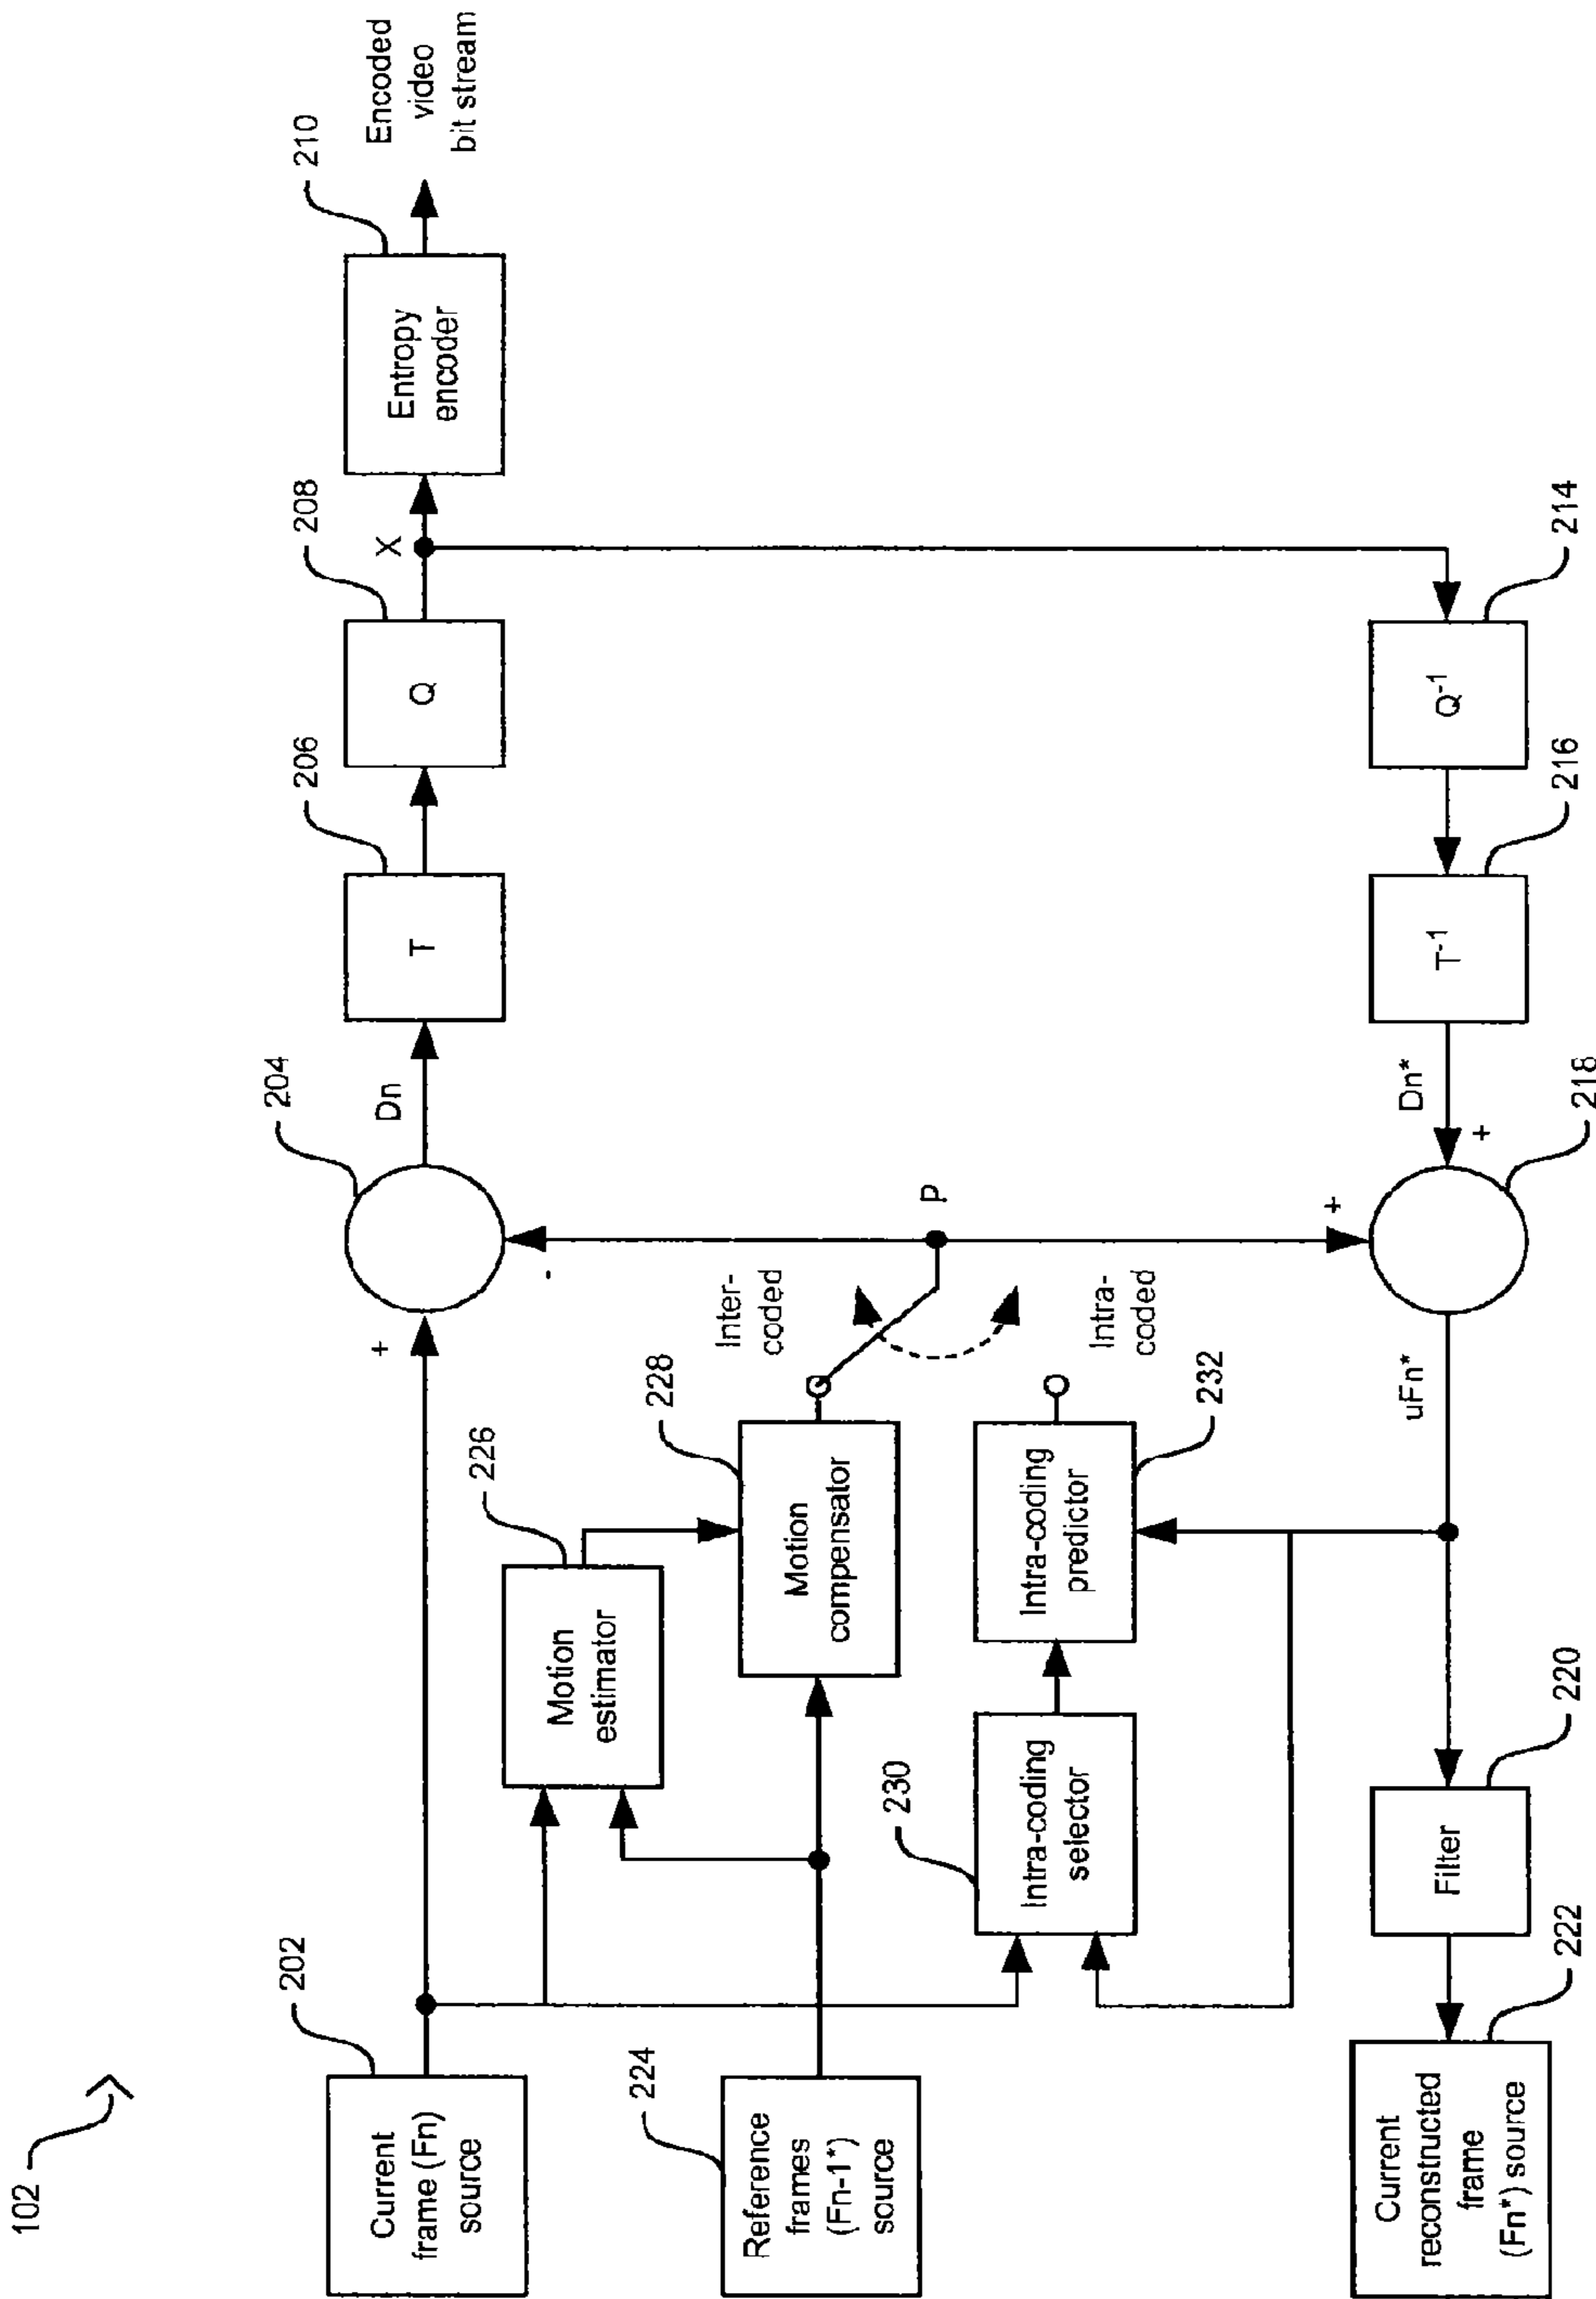 102
202
Current
frame (Fn)
source
+
204
-
Dn
206
T
208
Q
X
210
Entropy
encoder
Encoded
video
bit stream
224
Reference
frames
(Fn-1*)
source
226
Motion
estimator
228
Motion
compensator
Inter-
coded
P
230
Intra-coding
selector
232
Intra-coding
predictor
Intra-
coded
222
Current
reconstructed
frame
(Fn*) source
220
Filter
uFn*
+
218
+
Dn*
216
T-1
214
Q-1